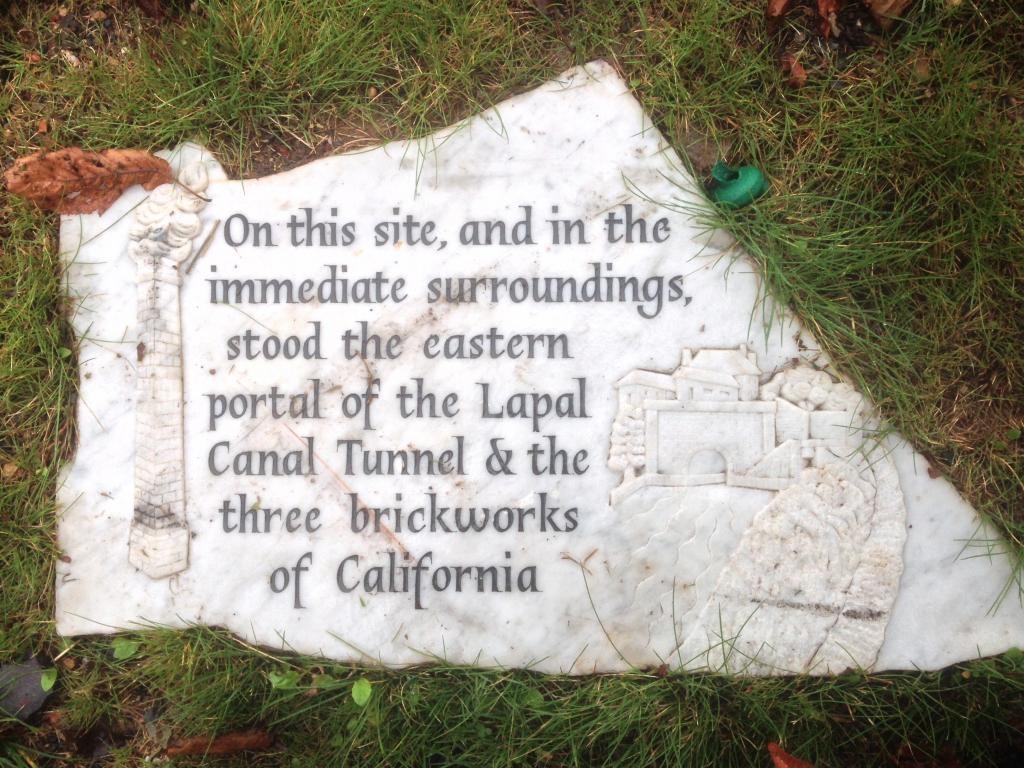 On this site, and in the
immediate surroundings,
stood the eastern
portal of the Lapal
Canal Tunnel & the
three brickworks
of California